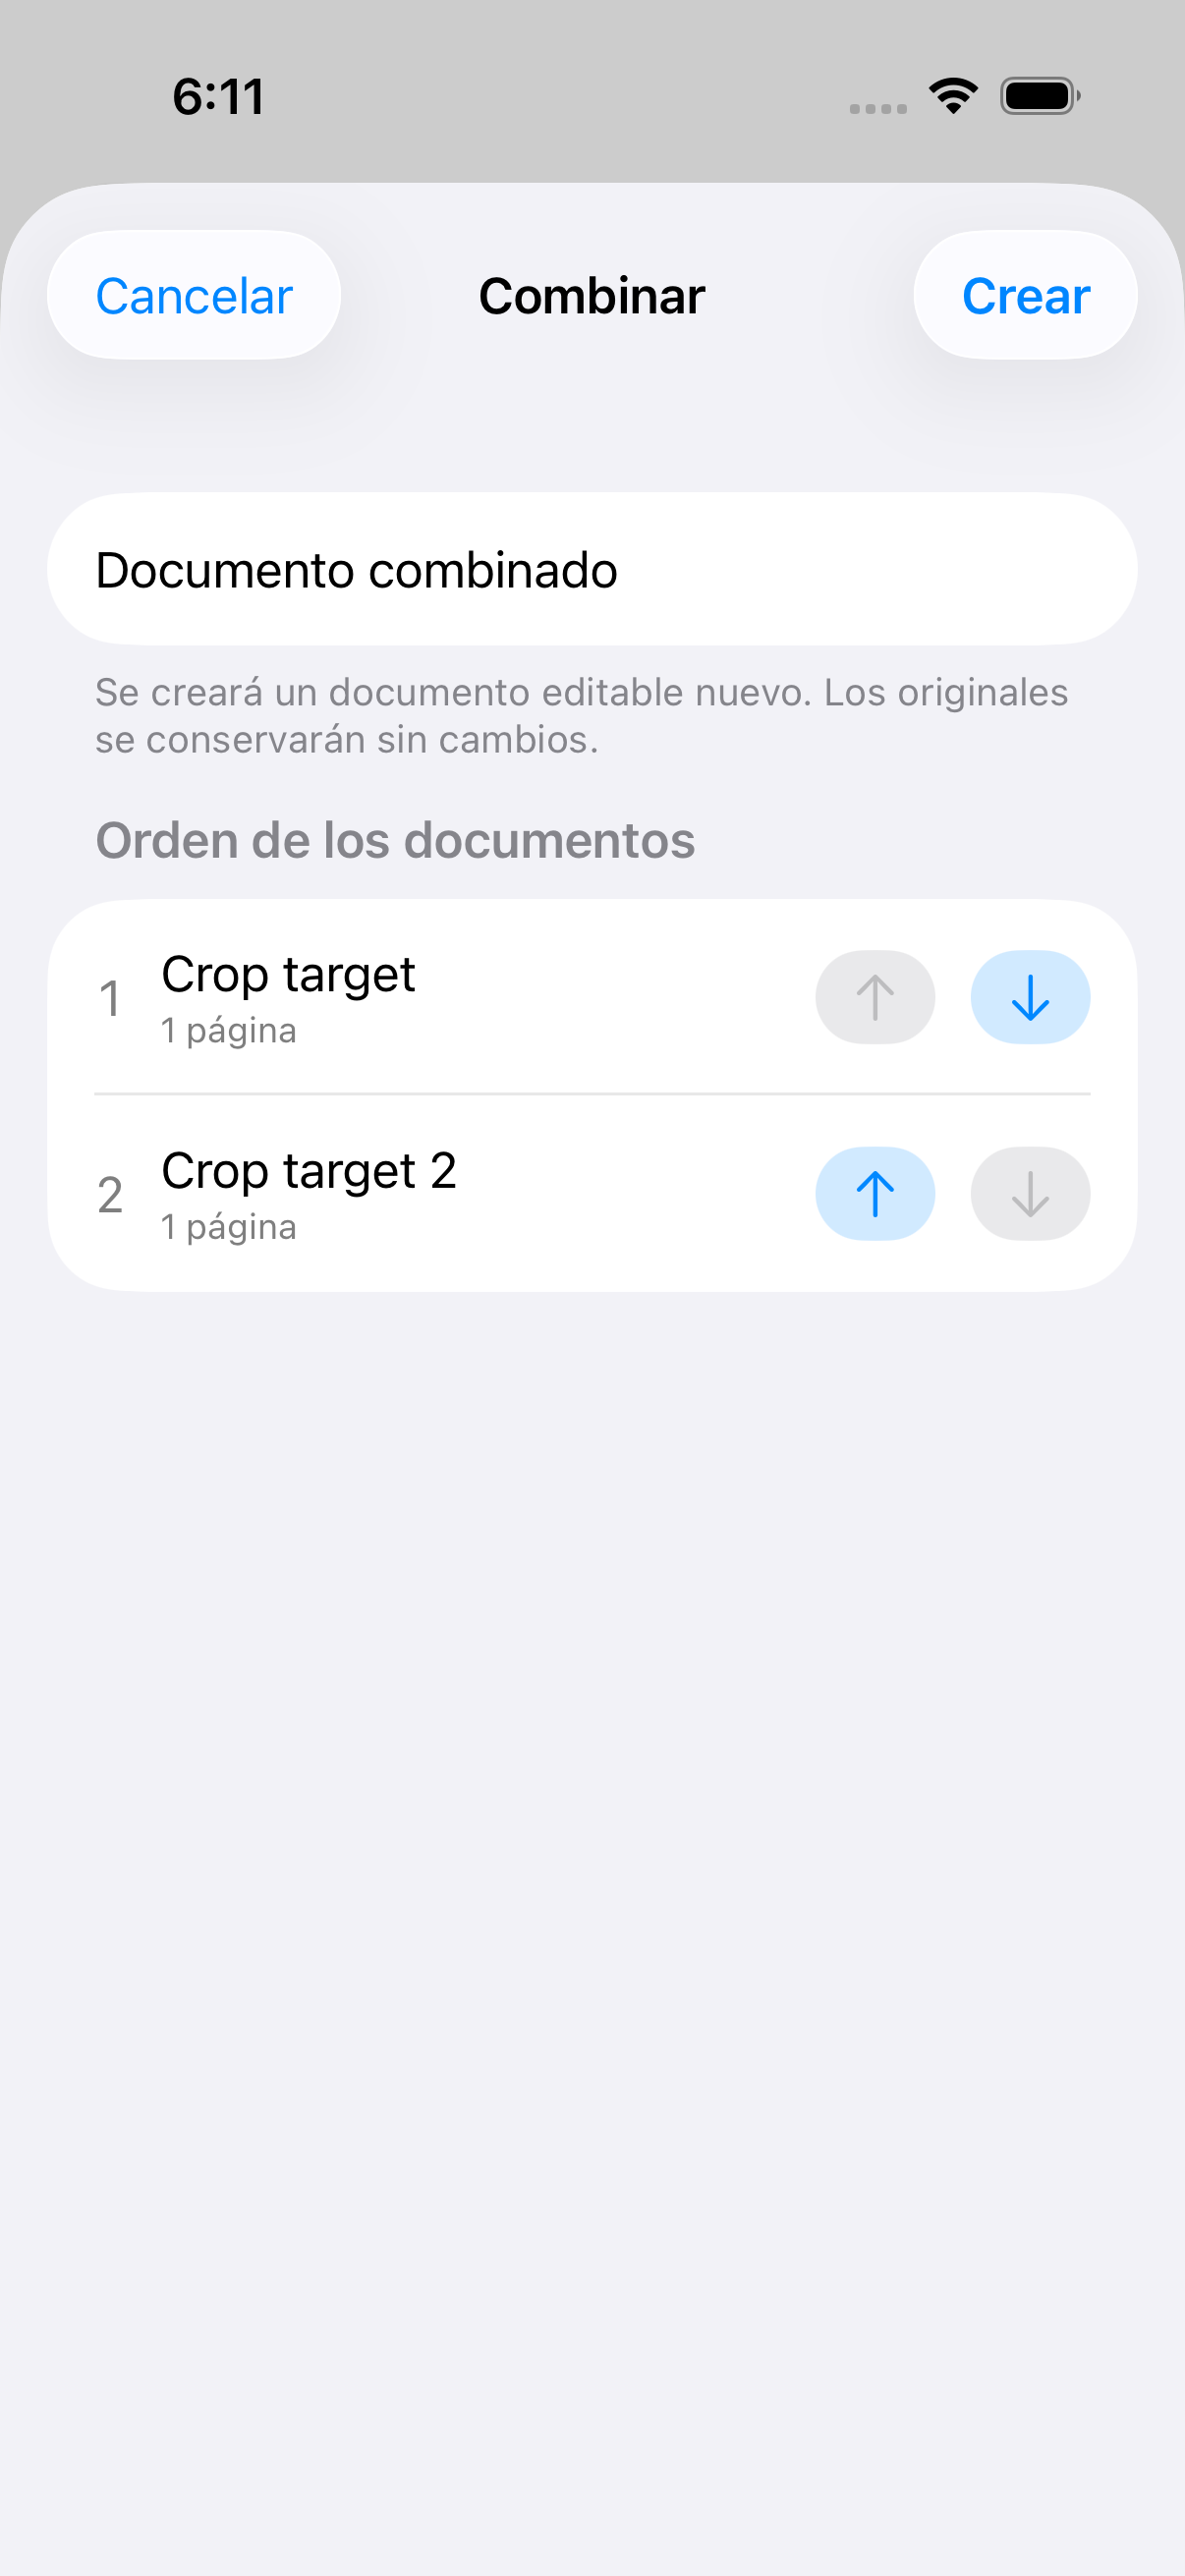 6:11
Cancelar
Combinar
Crear
Documento combinado
Se creará un documento editable nuevo. Los originales
se conservarán sin cambios.
Orden de los documentos
1
Crop target
1 página
2
Crop target 2
1 página